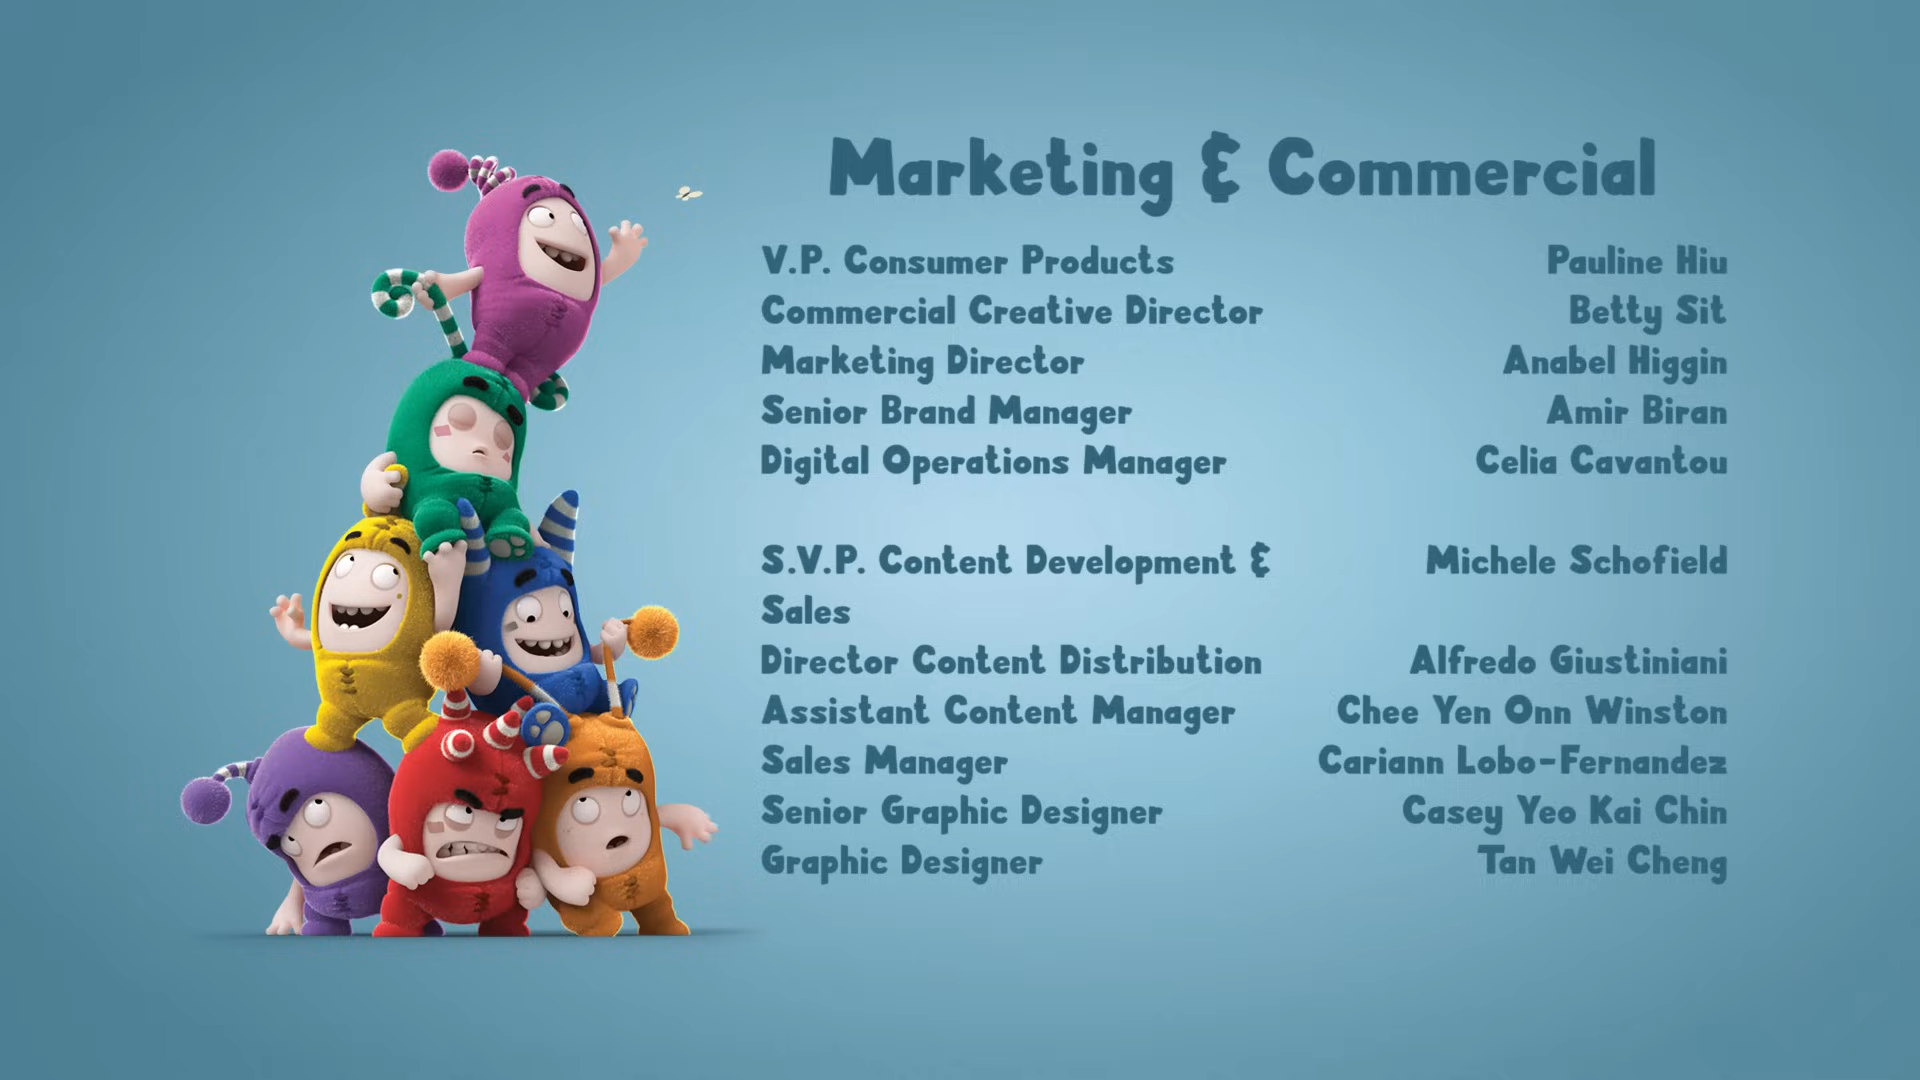 Marketing & Commercial
V.P. Consumer Products Pauline Hiu
Commercial Creative Director Betty Sit
Marketing Director Anabel Higgin
Senior Brand Manager Amir Biran
Digital Operations Manager Celia Cavantou
S.V.P. Content Development & Michele Schofield
Sales
Director Content Distribution Alfredo Giustiniani
Assistant Content Manager Chee Yen Onn Winston
Sales Manager Cariann Lobo-Fernandez
Senior Graphic Designer Casey Yeo Kai Chin
Graphic Designer Tan Wei Cheng